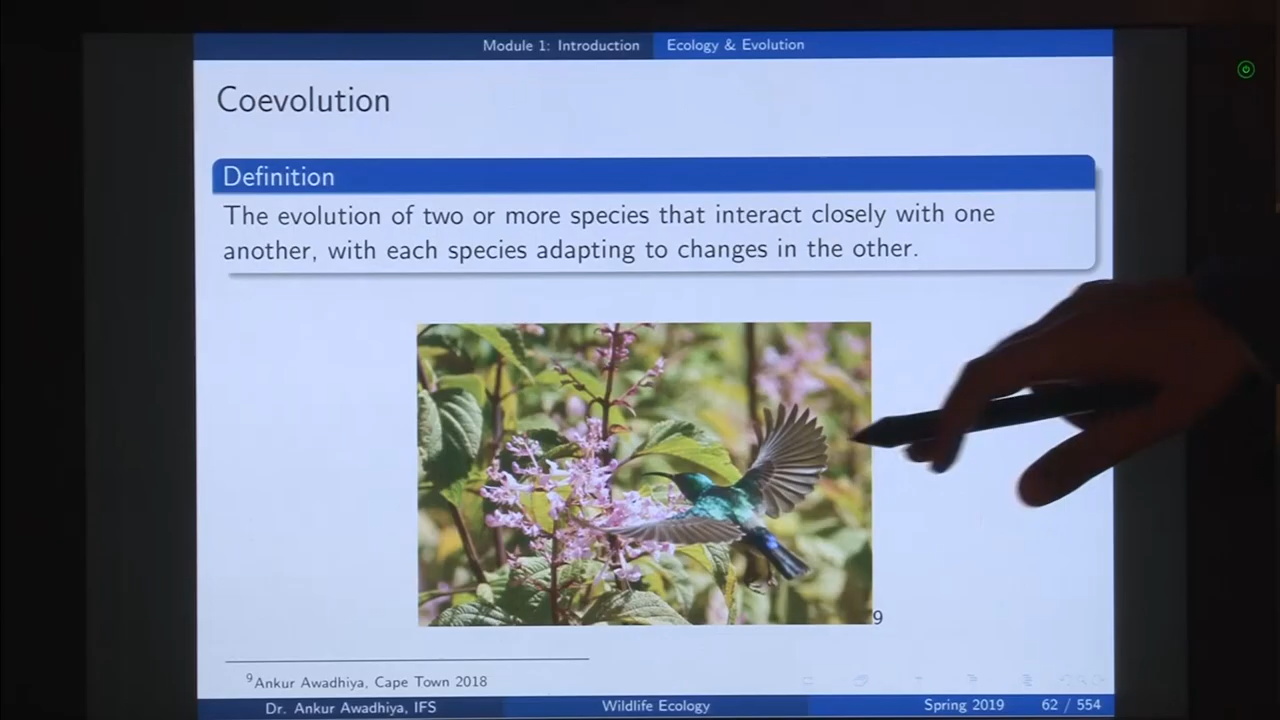 Module 1: Introduction Ecology & Evolution
Coevolution
Definition
The evolution of two or more species that interact closely with one
another, with each species adapting to changes in the other.
9
9Ankur Awadhiya, Cape Town 2018
Dr. Ankur Awadhiya, IFS Wildlife Ecology Spring 2019 62 / 554